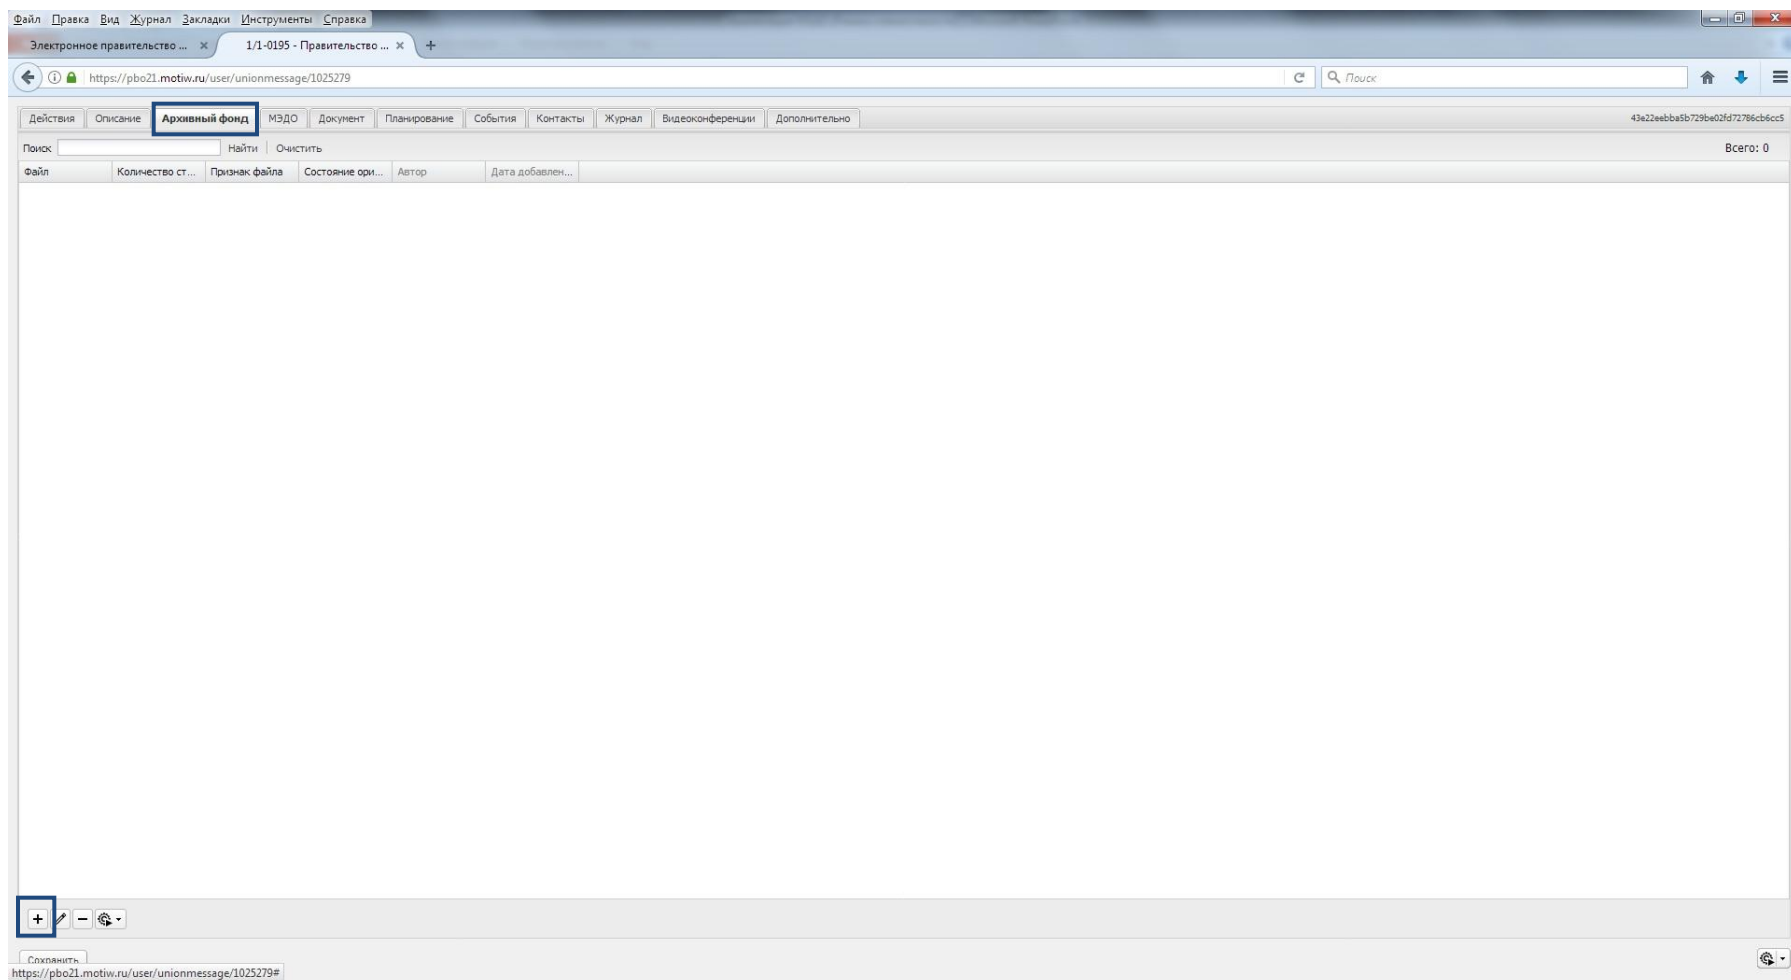 Файл Правка Вид Журнал Закладки Инструменты Справка
Электронное правительство ... × 1/1-0195 - Правительство ... × +
https://pbo21.motiw.ru/user/unionmessage/1025279 Поиск
Действия Описание Архивный фонд МЭДО Документ Планирование События Контакты Журнал Видеоконференции Дополнительно 43e22eebba5b729be02fd72786cb6cc5
Поиск Найти Очистить Всего: 0
Файл Количество ст... Признак файла Состояние ори... Автор Дата добавлен...
Сохранить
https://pbo21.motiw.ru/user/unionmessage/1025279#